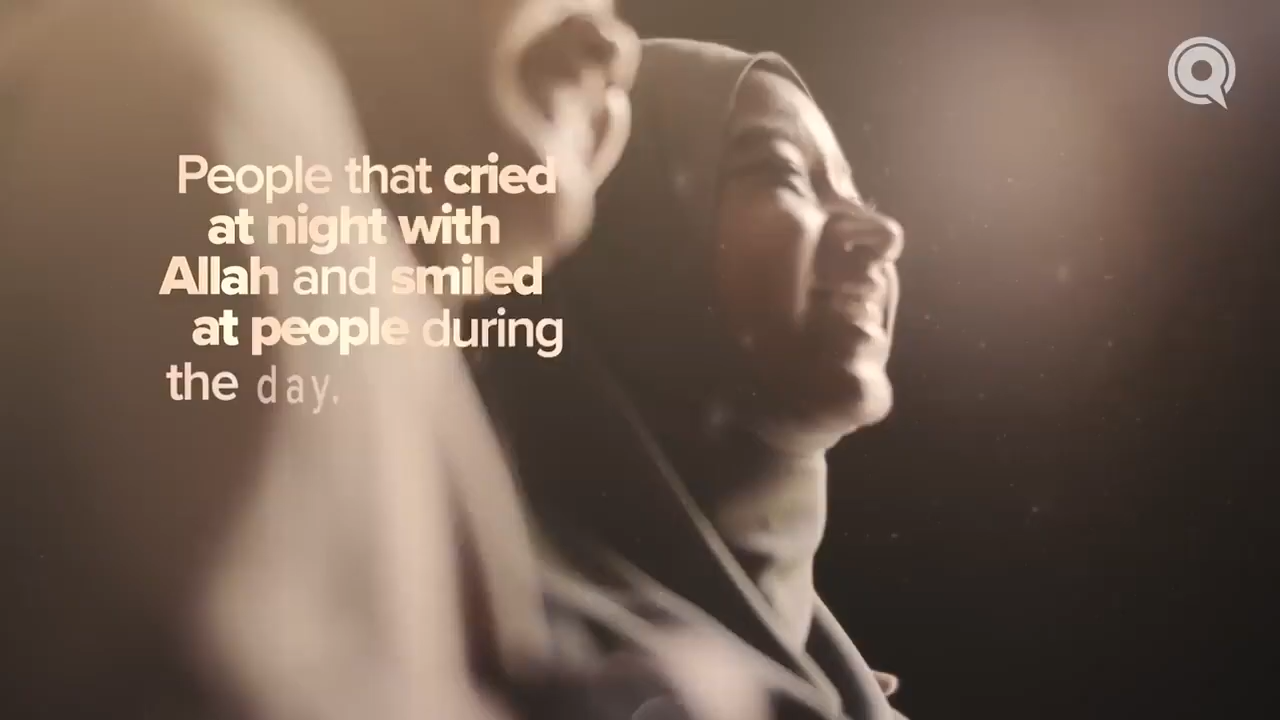 People that cried
at night with
Allah and smiled
at people during
the day.